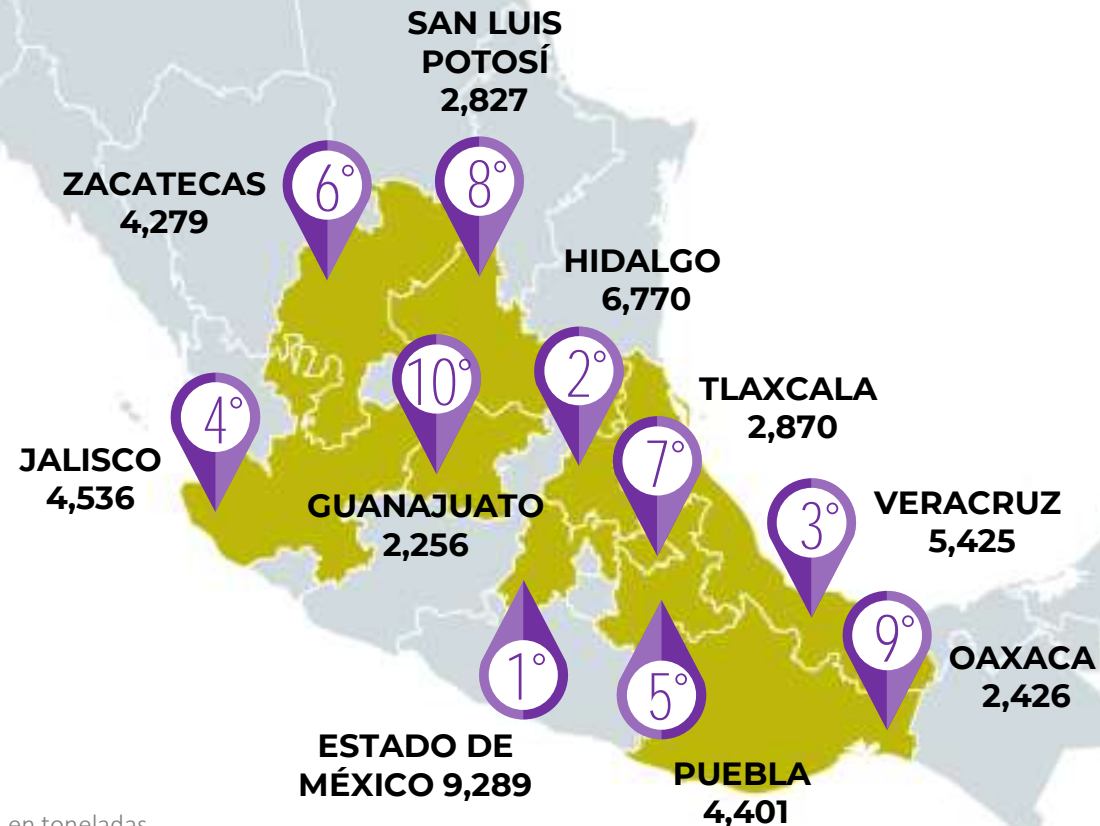 SAN LUIS
POTOSÍ
2,827
ZACATECAS
4,279
6°
8°
HIDALGO
6,770
10°
2°
TLAXCALA
2,870
4°
JALISCO
4,536
7°
GUANAJUATO
2,256
3°
VERACRUZ
5,425
9°
OAXACA
2,426
1°
5°
ESTADO DE
MÉXICO 9,289
PUEBLA
4,401
en toneladas